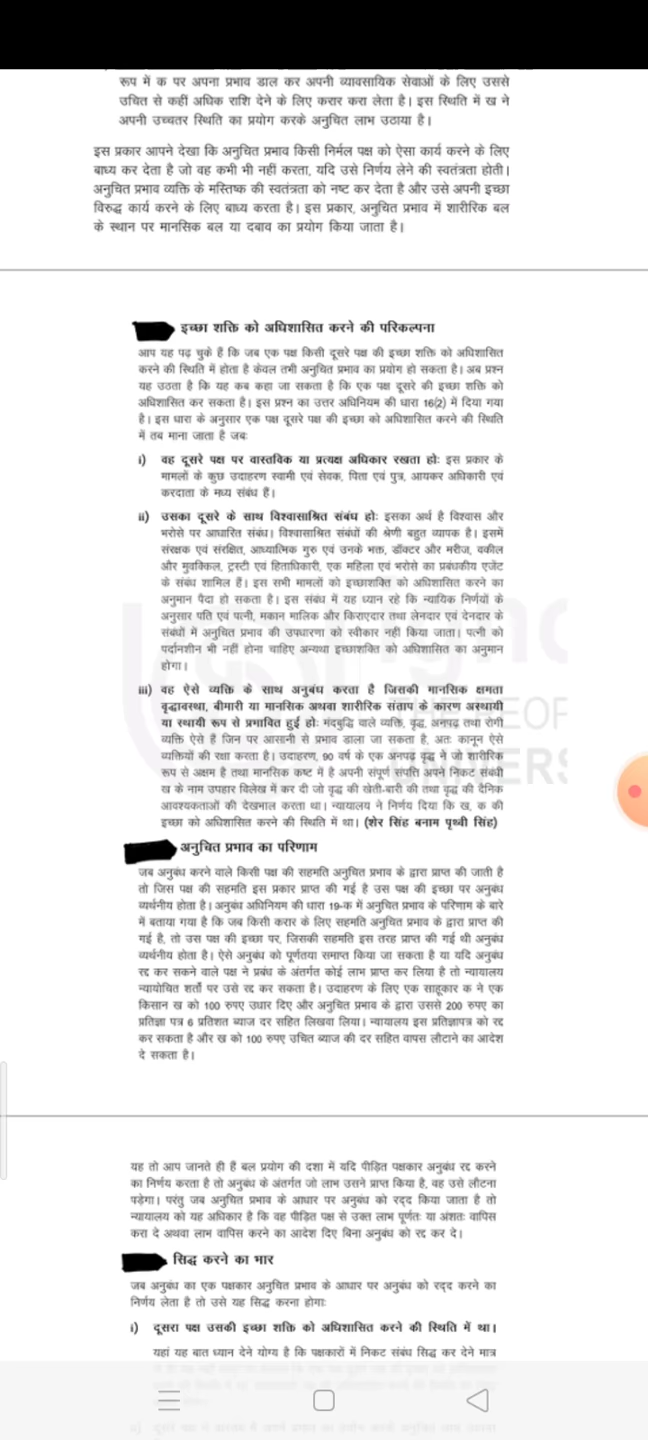 रूप में क पर अपना प्रभाव डाल कर अपनी व्यावसायिक सेवाओं के लिए उससे
उचित से कहीं अधिक राशि देने के लिए करार करा लेता है। इस स्थिति में ख ने
अपनी उच्चतर स्थिति का प्रयोग करके अनुचित लाभ उठाया है।
इस प्रकार आपने देखा कि अनुचित प्रभाव किसी निर्मल पक्ष को ऐसा कार्य करने के लिए
बाध्य कर देता है जो वह कभी भी नहीं करता, यदि उसे निर्णय लेने की स्वतंत्रता होती।
अनुचित प्रभाव व्यक्ति के मस्तिष्क की स्वतंत्रता को नष्ट कर देता है और उसे अपनी इच्छा
विरुद्ध कार्य करने के लिए बाध्य करता है। इस प्रकार, अनुचित प्रभाव में शारीरिक बल
के स्थान पर मानसिक बल या दबाव का प्रयोग किया जाता है।
इच्छा शक्ति को अधिशासित करने की परिकल्पना
आप यह पढ़ चुके हैं कि जब एक पक्ष किसी दूसरे पक्ष की इच्छा शक्ति को अधिशासित
करने की स्थिति में होता है केवल तभी अनुचित प्रभाव का प्रयोग हो सकता है। अब प्रश्न
यह उठता है कि यह कब कहा जा सकता है कि एक पक्ष दूसरे की इच्छा शक्ति को
अधिशासित कर सकता है। इस प्रश्न का उत्तर अधिनियम की धारा 16(2) में दिया गया
है। इस धारा के अनुसार एक पक्ष दूसरे पक्ष की इच्छा को अधिशासित करने की स्थिति
में तब माना जाता है जबः
i) वह दूसरे पक्ष पर वास्तविक या प्रत्यक्ष अधिकार रखता होः इस प्रकार के
मामलों के कुछ उदाहरण स्वामी एवं सेवक, पिता एवं पुत्र, आयकर अधिकारी एवं
करदाता के मध्य संबंध हैं।
ii) उसका दूसरे के साथ विश्वासाश्रित संबंध होः इसका अर्थ है विश्वास और
भरोसे पर आधारित संबंध। विश्वासाश्रित संबंधों की श्रेणी बहुत व्यापक है। इसमें
संरक्षक एवं संरक्षित, आध्यात्मिक गुरु एवं उनके भक्त, डॉक्टर और मरीज, वकील
और मुवक्किल, ट्रस्टी एवं हिताधिकारी, एक महिला एवं भरोसे का प्रबंधकीय एजेंट
के संबंध शामिल हैं। इस सभी मामलों को इच्छाशक्ति को अधिशासित करने का
अनुमान पैदा हो सकता है। इस संबंध में यह ध्यान रहे कि न्यायिक निर्णयों के
अनुसार पति एवं पत्नी, मकान मालिक और किराएदार तथा लेनदार एवं देनदार के
संबंधों में अनुचित प्रभाव की उपधारणा को स्वीकार नहीं किया जाता। पत्नी को
पर्दानशीन भी नहीं होना चाहिए अन्यथा इच्छाशक्ति को अधिशासित का अनुमान
होगा।
iii) वह ऐसे व्यक्ति के साथ अनुबंध करता है जिसकी मानसिक क्षमता
वृद्धावस्था, बीमारी या मानसिक अथवा शारीरिक संताप के कारण अस्थायी
या स्थायी रूप से प्रभावित हुई होः मंदबुद्धि वाले व्यक्ति, वृद्ध, अनपढ़ तथा रोगी
व्यक्ति ऐसे हैं जिन पर आसानी से प्रभाव डाला जा सकता है, अतः कानून ऐसे
व्यक्तियों की रक्षा करता है। उदाहरण, 90 वर्ष के एक अनपढ़ वृद्ध ने जो शारीरिक
रूप से अक्षम है तथा मानसिक कष्ट में है अपनी संपूर्ण संपत्ति अपने निकट संबंधी
ख के नाम उपहार विलेख में कर दी जो वृद्ध की खेती-बारी की तथा वृद्ध की दैनिक
आवश्यकताओं की देखभाल करता था। न्यायालय ने निर्णय दिया कि ख, क की
इच्छा को अधिशासित करने की स्थिति में था। (शेर सिंह बनाम पृथ्वी सिंह)
अनुचित प्रभाव का परिणाम
जब अनुबंध करने वाले किसी पक्ष की सहमति अनुचित प्रभाव के द्वारा प्राप्त की जाती है
तो जिस पक्ष की सहमति इस प्रकार प्राप्त की गई है उस पक्ष की इच्छा पर अनुबंध
व्यर्थनीय होता है। अनुबंध अधिनियम की धारा 19-क में अनुचित प्रभाव के परिणाम के बारे
में बताया गया है कि जब किसी करार के लिए सहमति अनुचित प्रभाव के द्वारा प्राप्त की
गई है, तो उस पक्ष की इच्छा पर, जिसकी सहमति इस तरह प्राप्त की गई थी अनुबंध
व्यर्थनीय होता है। ऐसे अनुबंध को पूर्णतया समाप्त किया जा सकता है या यदि अनुबंध
रद्द कर सकने वाले पक्ष ने प्रबंध के अंतर्गत कोई लाभ प्राप्त कर लिया है तो न्यायालय
न्यायोचित शर्तों पर उसे रद्द कर सकता है। उदाहरण के लिए एक साहूकार क ने एक
किसान ख को 100 रुपए उधार दिए और अनुचित प्रभाव के द्वारा उससे 200 रुपए का
प्रतिज्ञा पत्र 6 प्रतिशत ब्याज दर सहित लिखवा लिया। न्यायालय इस प्रतिज्ञापत्र को रद्द
कर सकता है और ख को 100 रुपए उचित ब्याज की दर सहित वापस लौटाने का आदेश
दे सकता है।
यह तो आप जानते ही हैं बल प्रयोग की दशा में यदि पीड़ित पक्षकार अनुबंध रद्द करने
का निर्णय करता है तो अनुबंध के अंतर्गत जो लाभ उसने प्राप्त किया है, वह उसे लौटना
पड़ेगा। परंतु जब अनुचित प्रभाव के आधार पर अनुबंध को रद्द किया जाता है तो
न्यायालय को यह अधिकार है कि वह पीड़ित पक्ष से उक्त लाभ पूर्णतः या अंशतः वापिस
करा दे अथवा लाभ वापिस करने का आदेश दिए बिना अनुबंध को रद्द कर दे।
सिद्ध करने का भार
जब अनुबंध का एक पक्षकार अनुचित प्रभाव के आधार पर अनुबंध को रद्द करने का
निर्णय लेता है तो उसे यह सिद्ध करना होगाः
i) दूसरा पक्ष उसकी इच्छा शक्ति को अधिशासित करने की स्थिति में था।
यहां यह बात ध्यान देने योग्य है कि पक्षकारों में निकट संबंध सिद्ध कर देने मात्र